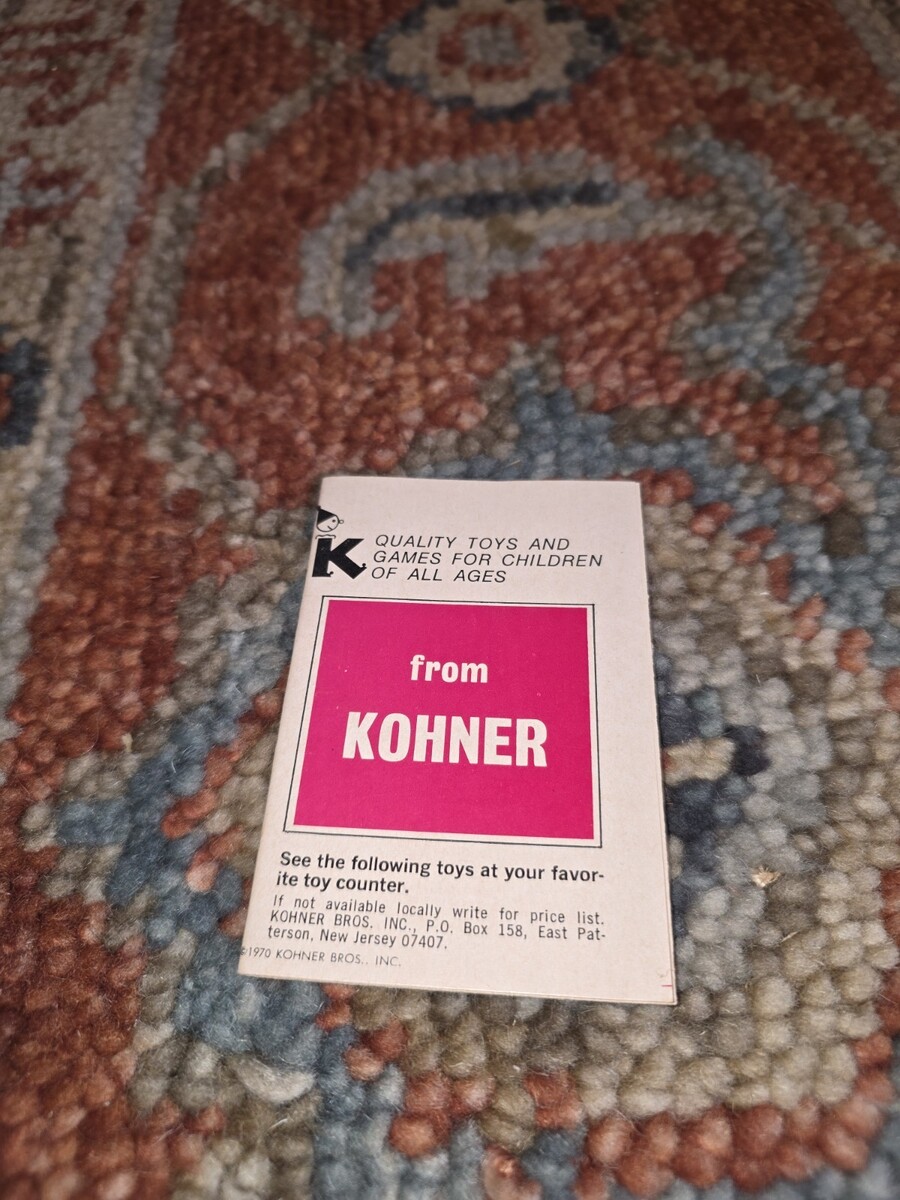 K
QUALITY TOYS AND
GAMES FOR CHILDREN
OF ALL AGES
from
KOHNER
See the following toys at your favor-
ite toy counter.
If not available locally write for price list.
KOHNER BROS. INC., P.O. Box 158, East Pat-
terson, New Jersey 07407.
©1970 KOHNER BROS., INC.